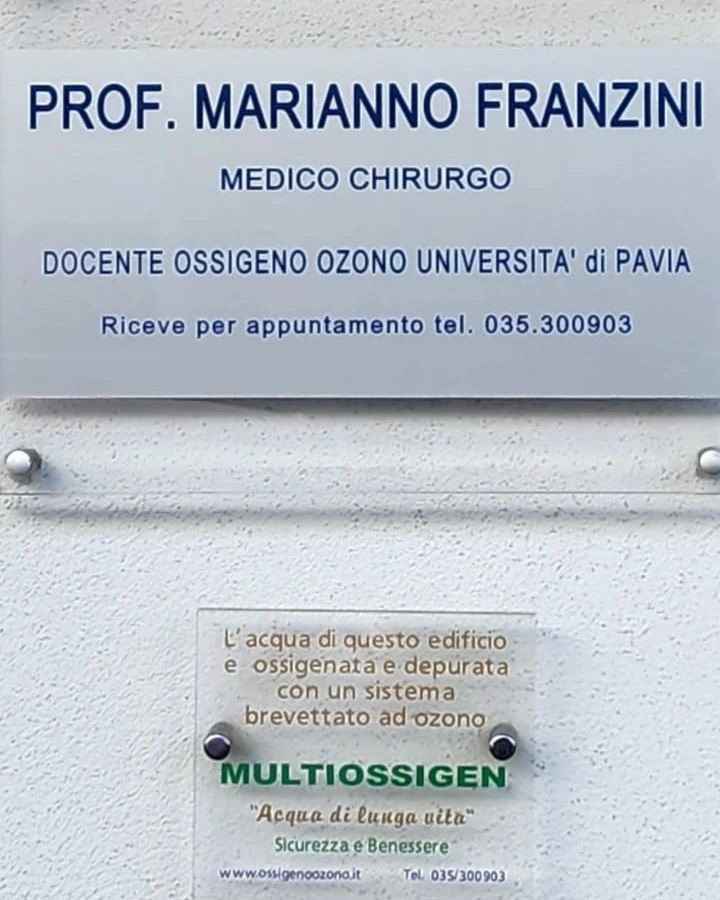 PROF. MARIANNO FRANZINI
MEDICO CHIRURGO
DOCENTE OSSIGENO OZONO UNIVERSITA' di PAVIA
Riceve per appuntamento tel. 035.300903
L'acqua di questo edificio
e ossigenata e depurata
con un sistema
brevettato ad ozono
MULTIOSSIGEN
"Acqua di lunga vita"
Sicurezza e Benessere
www.ossigenoozono.it Tel. 035/300903